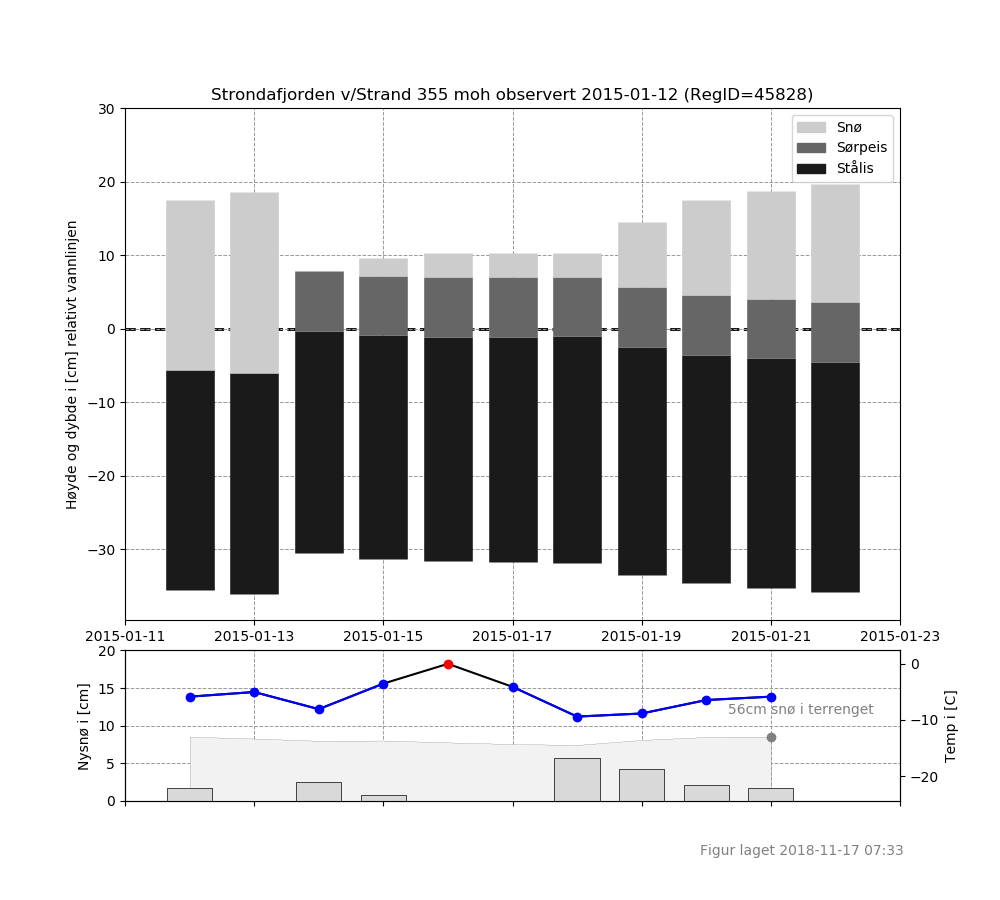 Strondafjorden v/Strand 355 moh observert 2015-01-12 (RegID=45828)
Høyde og dybde i [cm] relativt vannlinjen
30
20
10
0
−10
−20
−30
Snø
Sørpeis
Stålis
2015-01-11 2015-01-13 2015-01-15 2015-01-17 2015-01-19 2015-01-21 2015-01-23
Nysnø i [cm]
20
15
10
5
0
56cm snø i terrenget
0
−10
−20
Temp i [C]
Figur laget 2018-11-17 07:33